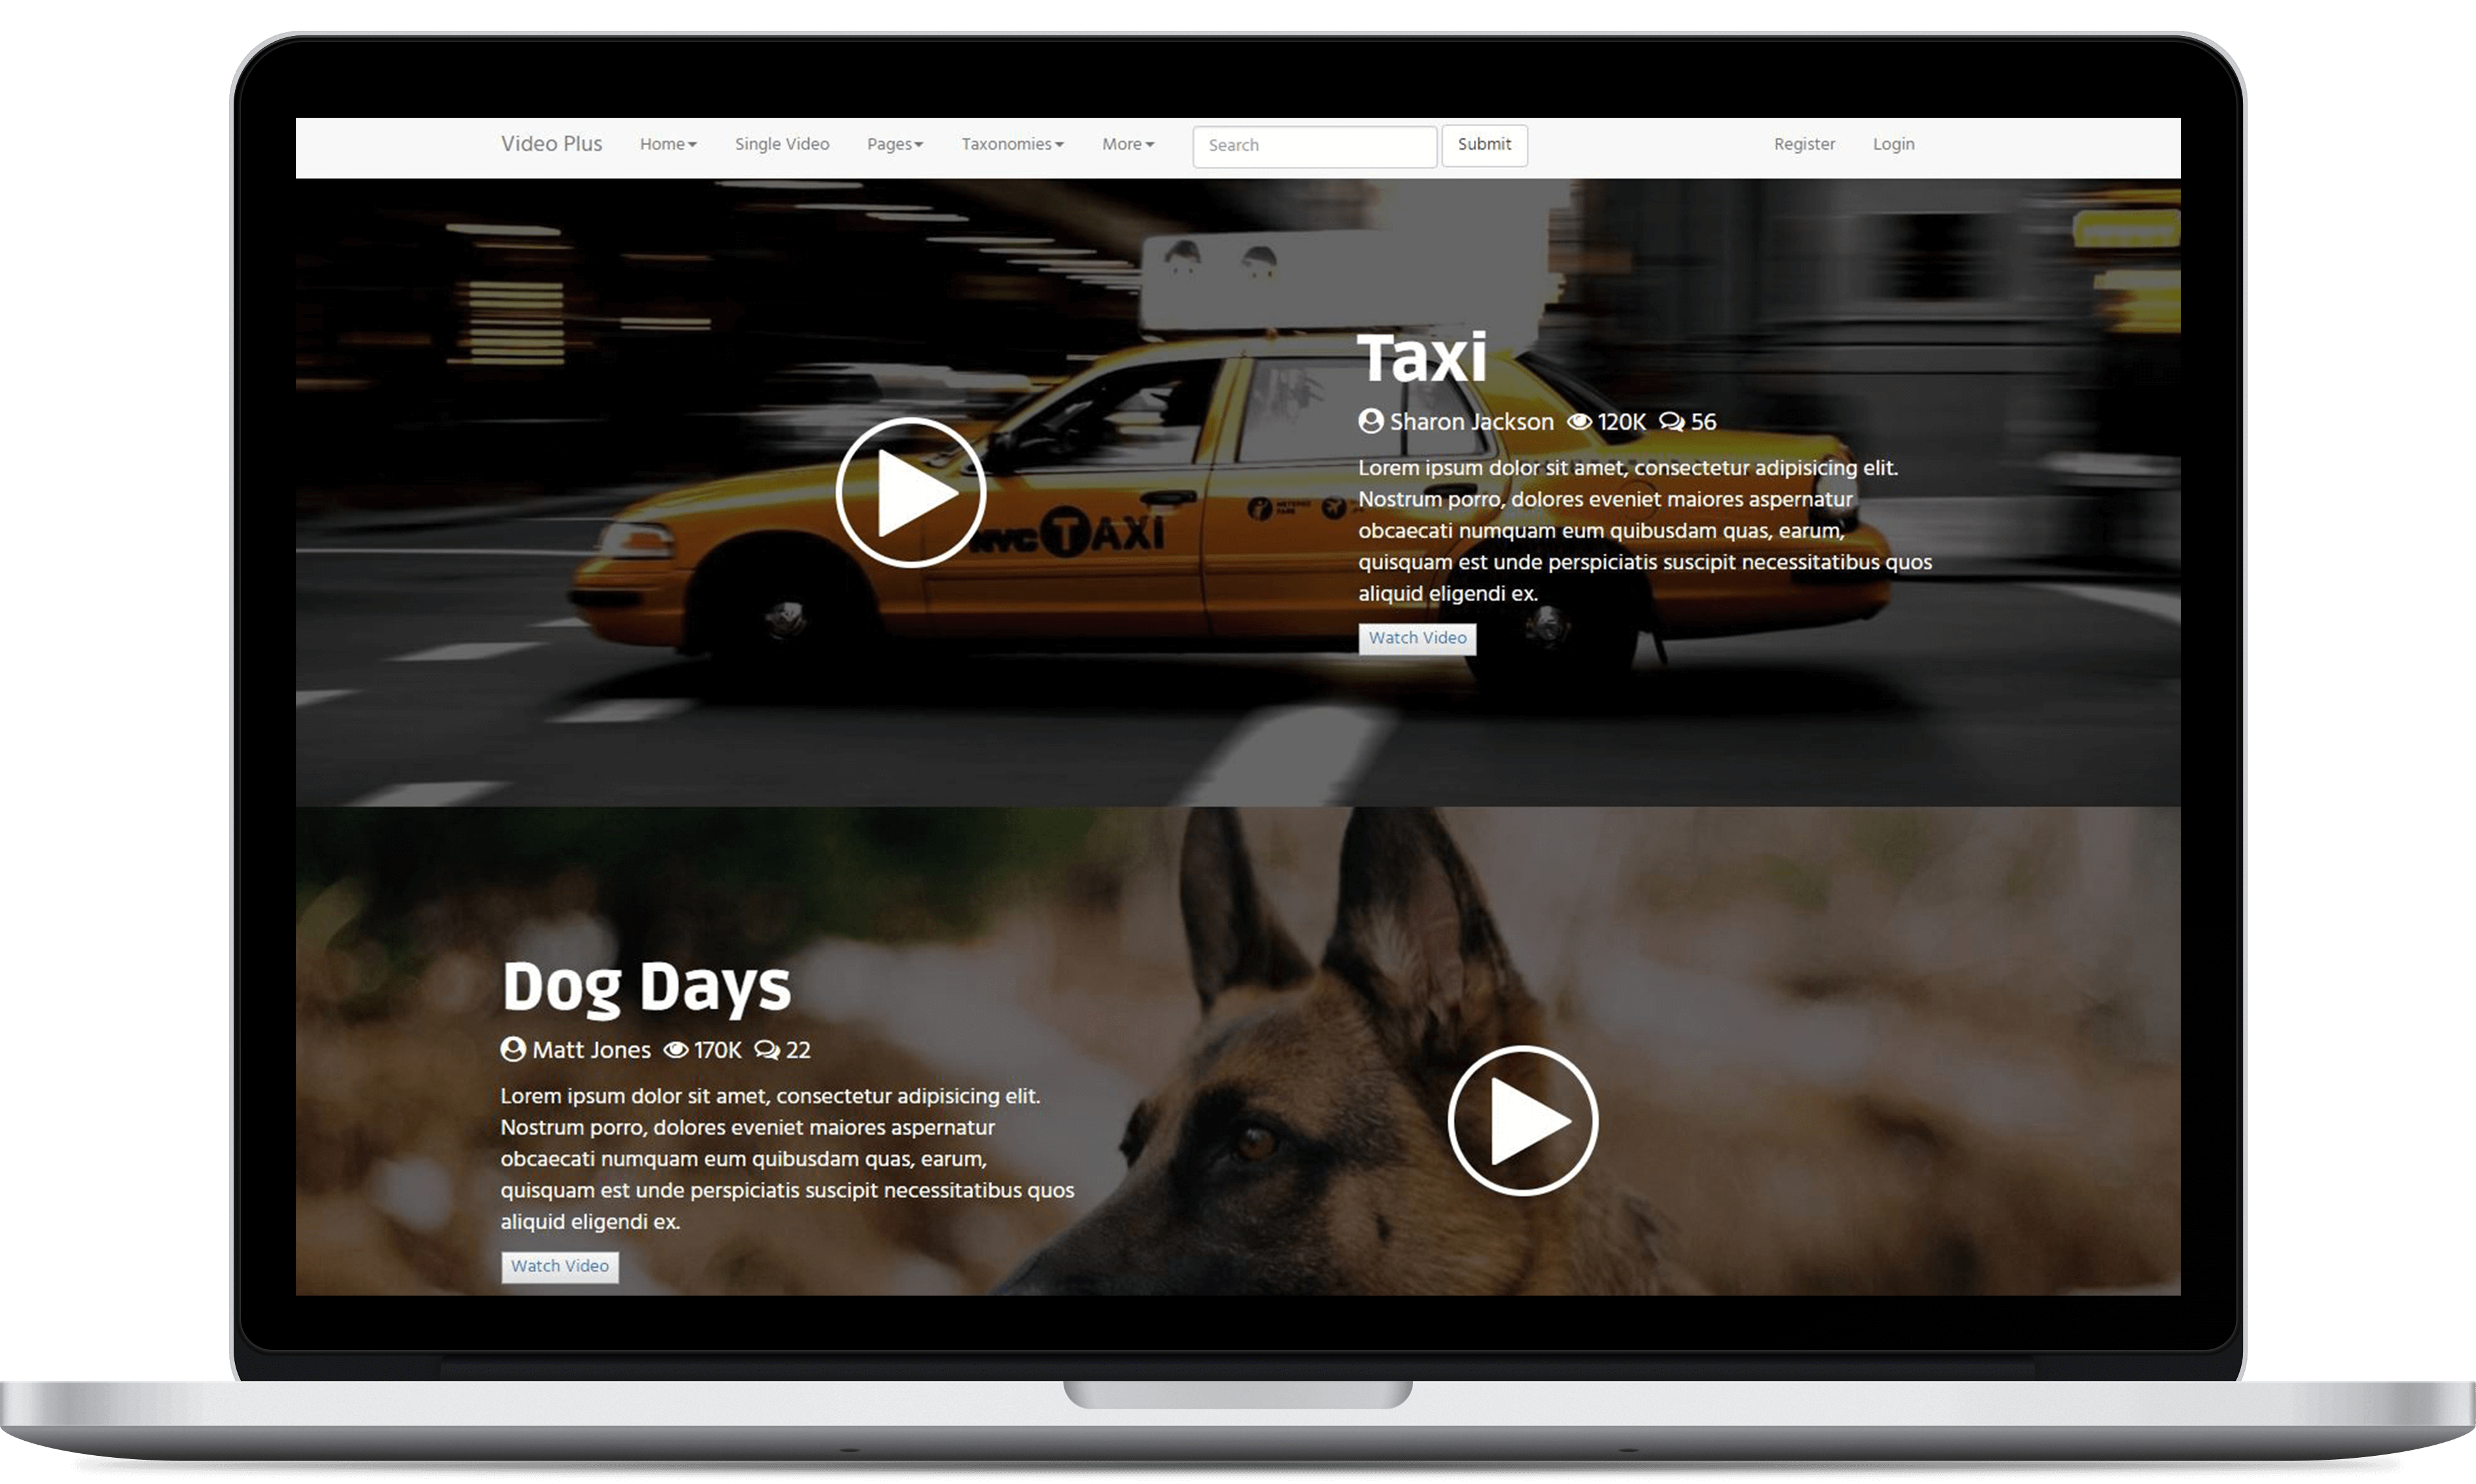 Video Plus Home Single Video Pages Taxonomies More Search Submit Register Login
Taxi
Sharon Jackson 120K 56
Lorem ipsum dolor sit amet, consectetur adipisicing elit.
Nostrum porro, dolores eveniet maiores aspernatur
obcaecati numquam eum quibusdam quas, earum,
quisquam est unde perspiciatis suscipit necessitatibus quos
aliquid eligendi ex.
Watch Video
NYC TAXI
Dog Days
Matt Jones 170K 22
Lorem ipsum dolor sit amet, consectetur adipisicing elit.
Nostrum porro, dolores eveniet maiores aspernatur
obcaecati numquam eum quibusdam quas, earum,
quisquam est unde perspiciatis suscipit necessitatibus quos
aliquid eligendi ex.
Watch Video